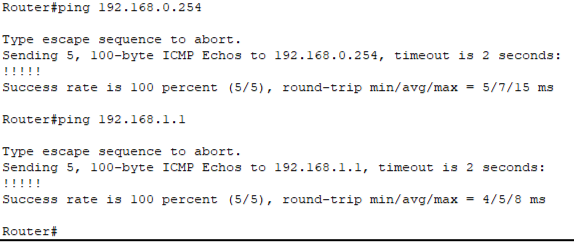 Router#ping 192.168.0.254
Type escape sequence to abort.
Sending 5, 100-byte ICMP Echos to 192.168.0.254, timeout is 2 seconds:
!!!!!
Success rate is 100 percent (5/5), round-trip min/avg/max = 5/7/15 ms
Router#ping 192.168.1.1
Type escape sequence to abort.
Sending 5, 100-byte ICMP Echos to 192.168.1.1, timeout is 2 seconds:
!!!!!
Success rate is 100 percent (5/5), round-trip min/avg/max = 4/5/8 ms
Router#